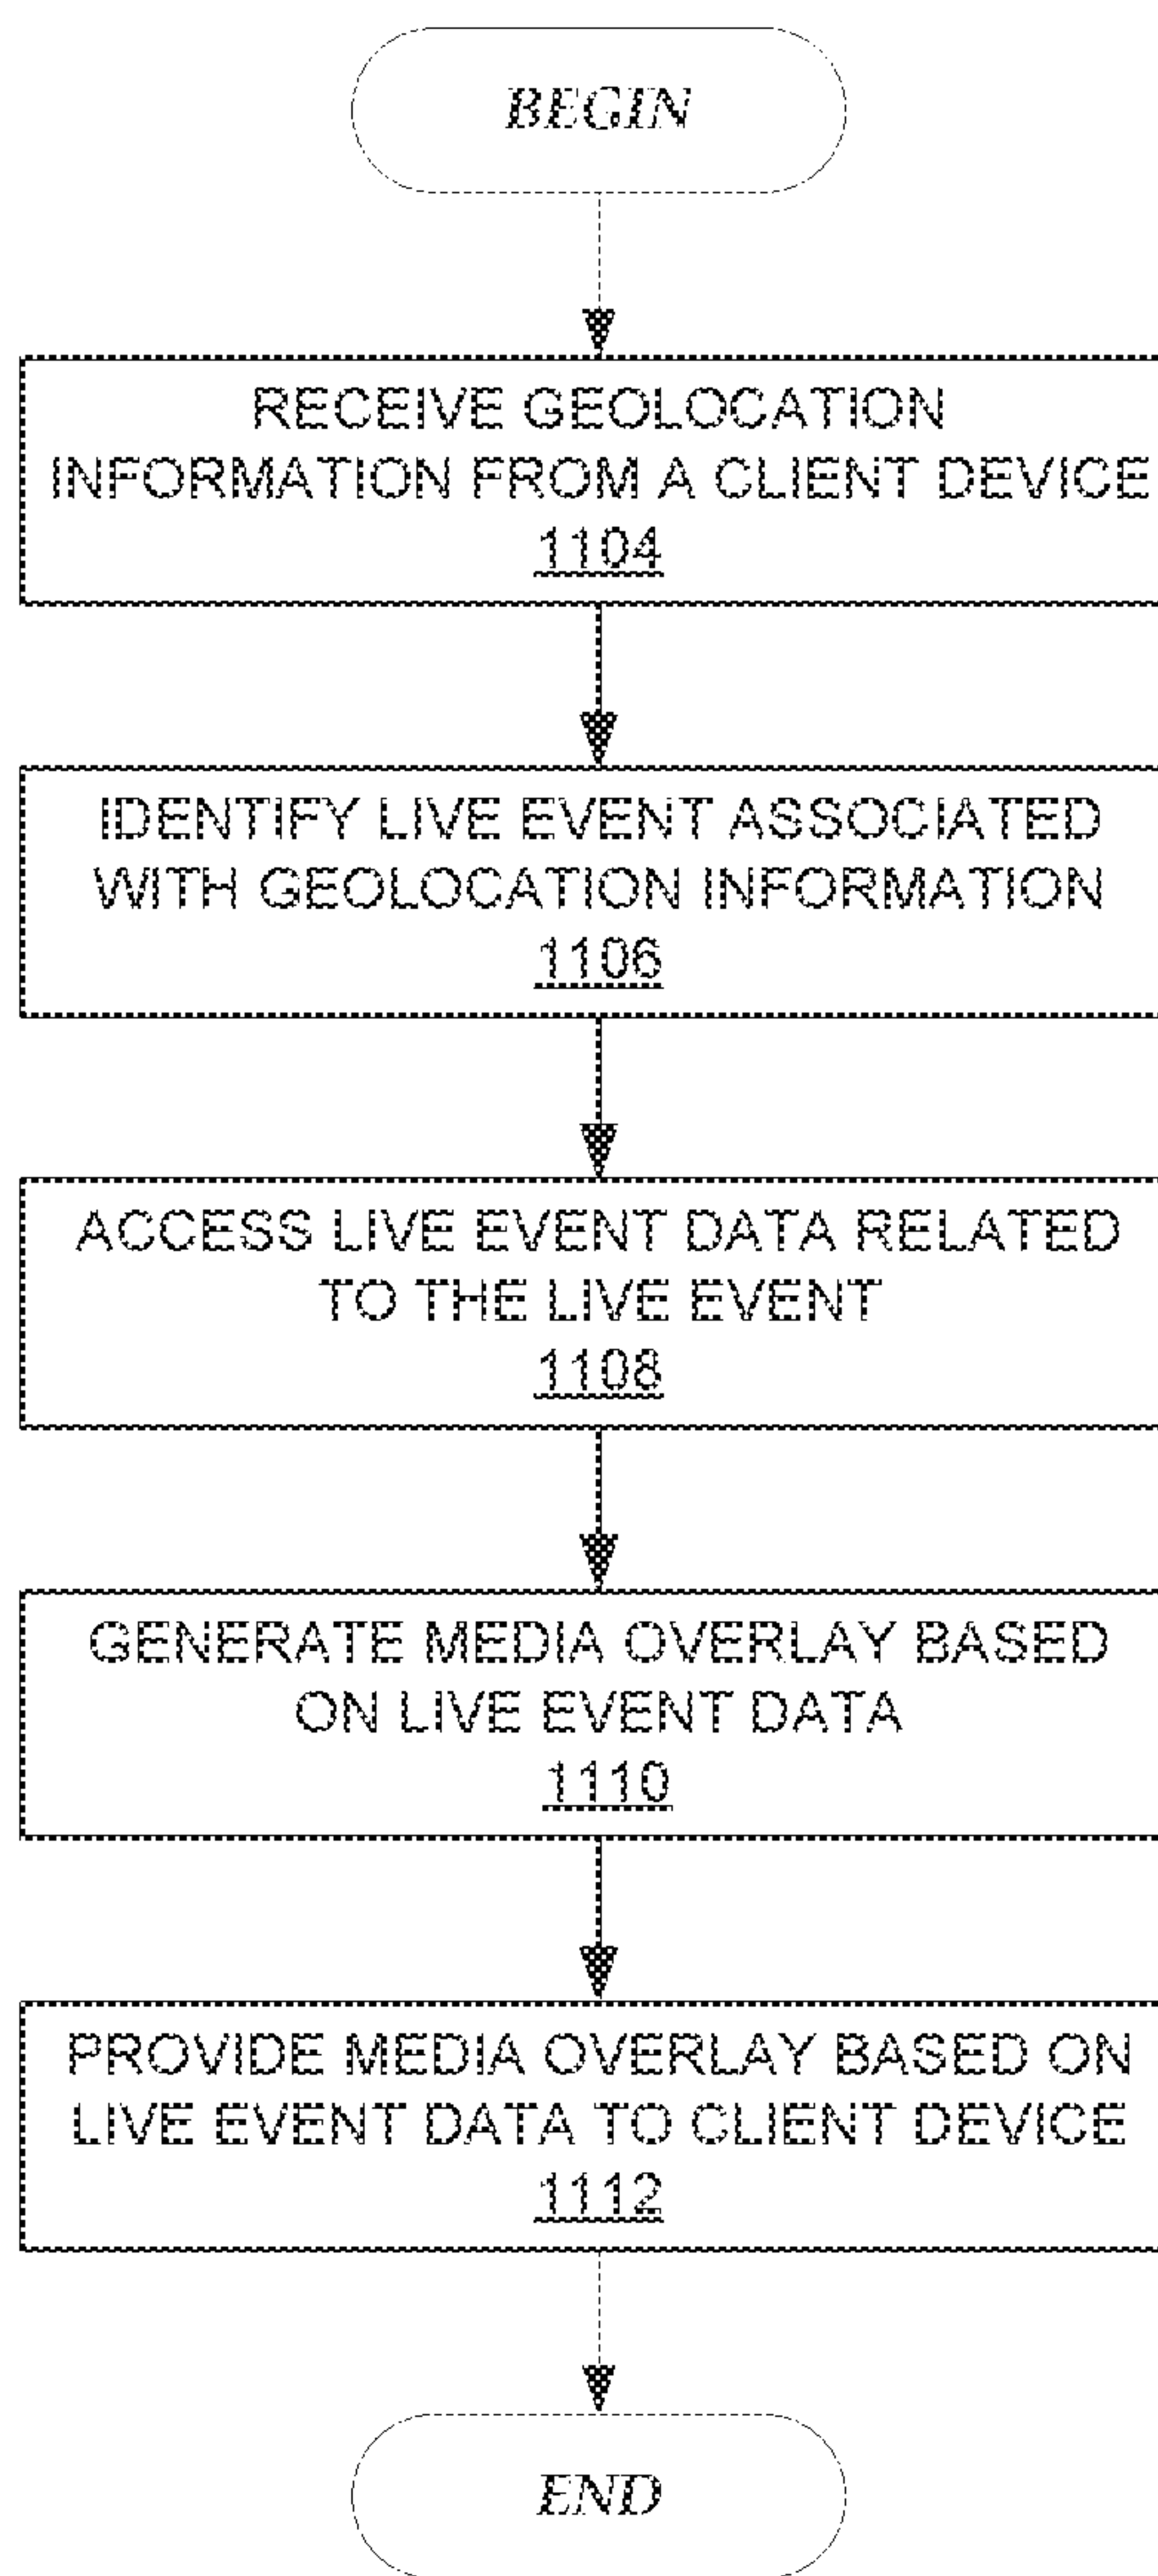 BEGIN
RECEIVE GEOLOCATION
INFORMATION FROM A CLIENT DEVICE
1104
IDENTIFY LIVE EVENT ASSOCIATED
WITH GEOLOCATION INFORMATION
1106
ACCESS LIVE EVENT DATA RELATED
TO THE LIVE EVENT
1108
GENERATE MEDIA OVERLAY BASED
ON LIVE EVENT DATA
1110
PROVIDE MEDIA OVERLAY BASED ON
LIVE EVENT DATA TO CLIENT DEVICE
1112
END